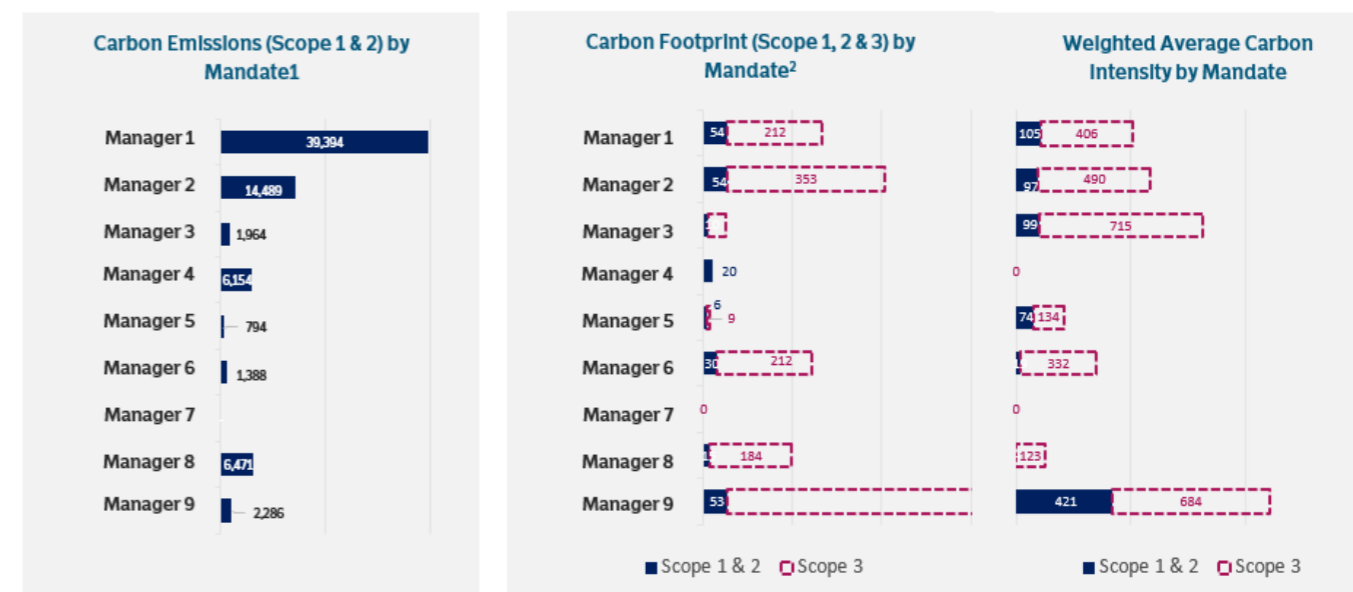 Carbon Emissions (Scope 1 & 2) by
Mandate1
Manager 1
39,394
Manager 2
14,489
Manager 3
1,964
Manager 4
6,154
Manager 5
794
Manager 6
1,388
Manager 7
Manager 8
6,471
Manager 9
2,286
Carbon Footprint (Scope 1, 2 & 3) by
Mandate²
Manager 1
54
212
Manager 2
54
353
Manager 3
Manager 4
20
Manager 5
6
9
Manager 6
30
212
Manager 7
0
Manager 8
184
Manager 9
53
Scope 1 & 2
Scope 3
Weighted Average Carbon
Intensity by Mandate
105
406
97
490
99
715
0
74
134
332
0
123
421
684
Scope 1 & 2
Scope 3